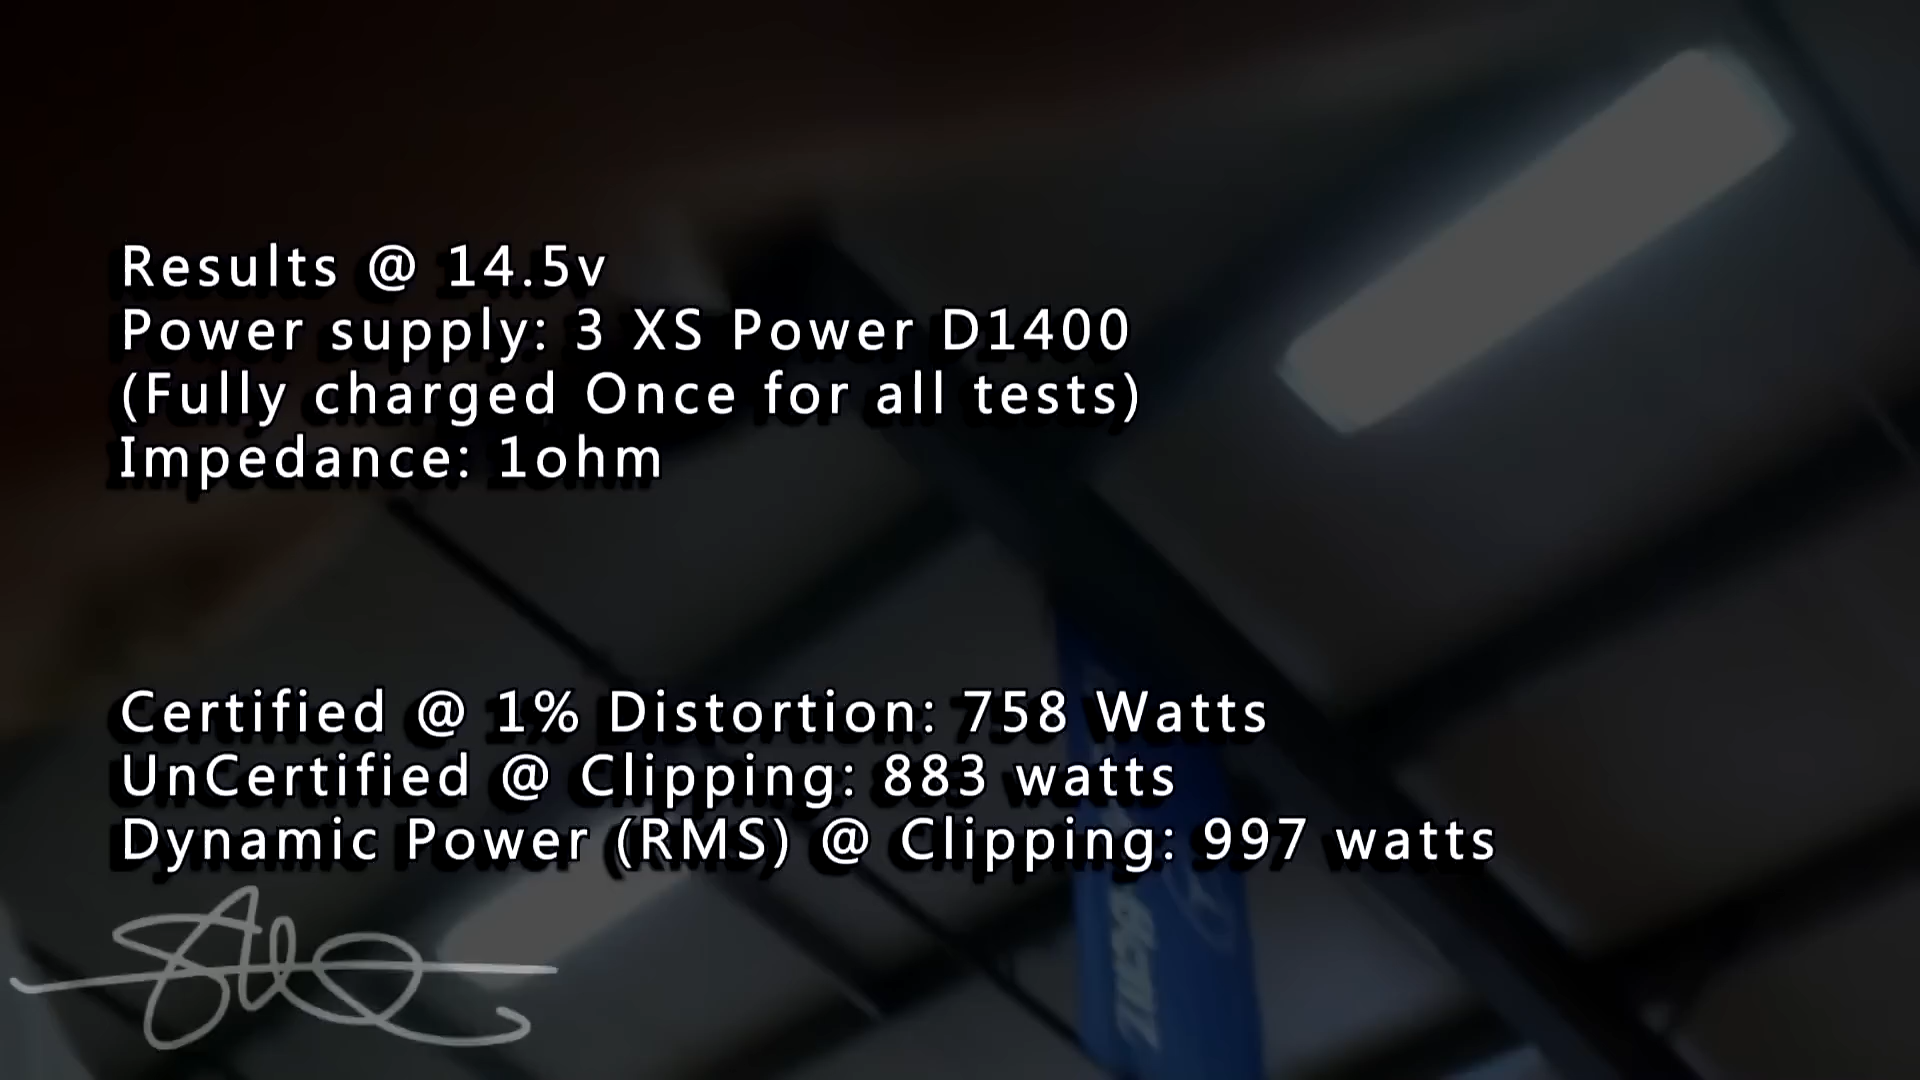 Results @ 14.5v
Power supply: 3 XS Power D1400
(Fully charged Once for all tests)
Impedance: 1ohm
Certified @ 1% Distortion: 758 Watts
UnCertified @ Clipping: 883 watts
Dynamic Power (RMS) @ Clipping: 997 watts